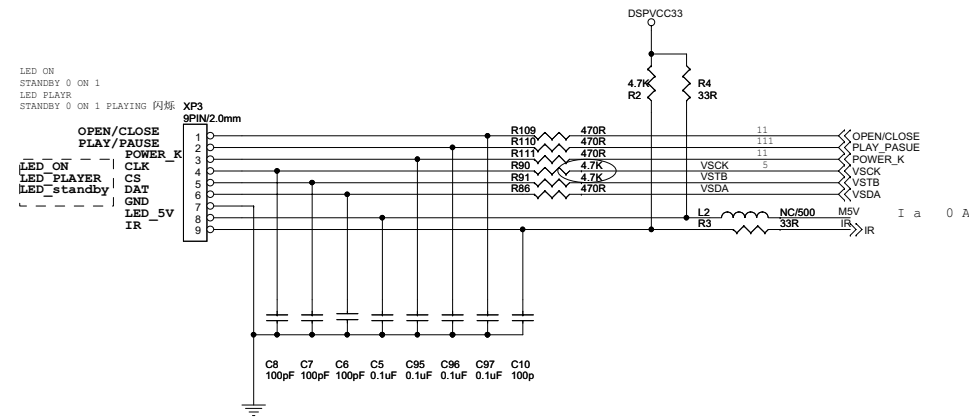 DSPVCC33
LED ON
STANDBY 0 ON 1
LED PLAYR
STANDBY 0 ON 1 PLAYING 闪烁
XP3
9PIN/2.0mm
4.7K
R2
R4
33R
OPEN/CLOSE
PLAY/PAUSE
POWER_K
CLK
CS
DAT
GND
LED_5V
IR
LED_ON
LED_PLAYER
LED_standby
1
2
3
4
5
6
7
8
9
R109 470R 11 OPEN/CLOSE
R110 470R 111 PLAY_PASUE
R111 470R 11 POWER_K
R90 4.7K VSCK 5 VSCK
R91 4.7K VSTB VSTB
R86 470R VSDA VSDA
L2 NC/500 M5V I a 0 A
R3 33R IR IR
C8 C7 C6 C5 C95 C96 C97 C10
100pF 100pF 100pF 0.1uF 0.1uF 0.1uF 0.1uF 100p